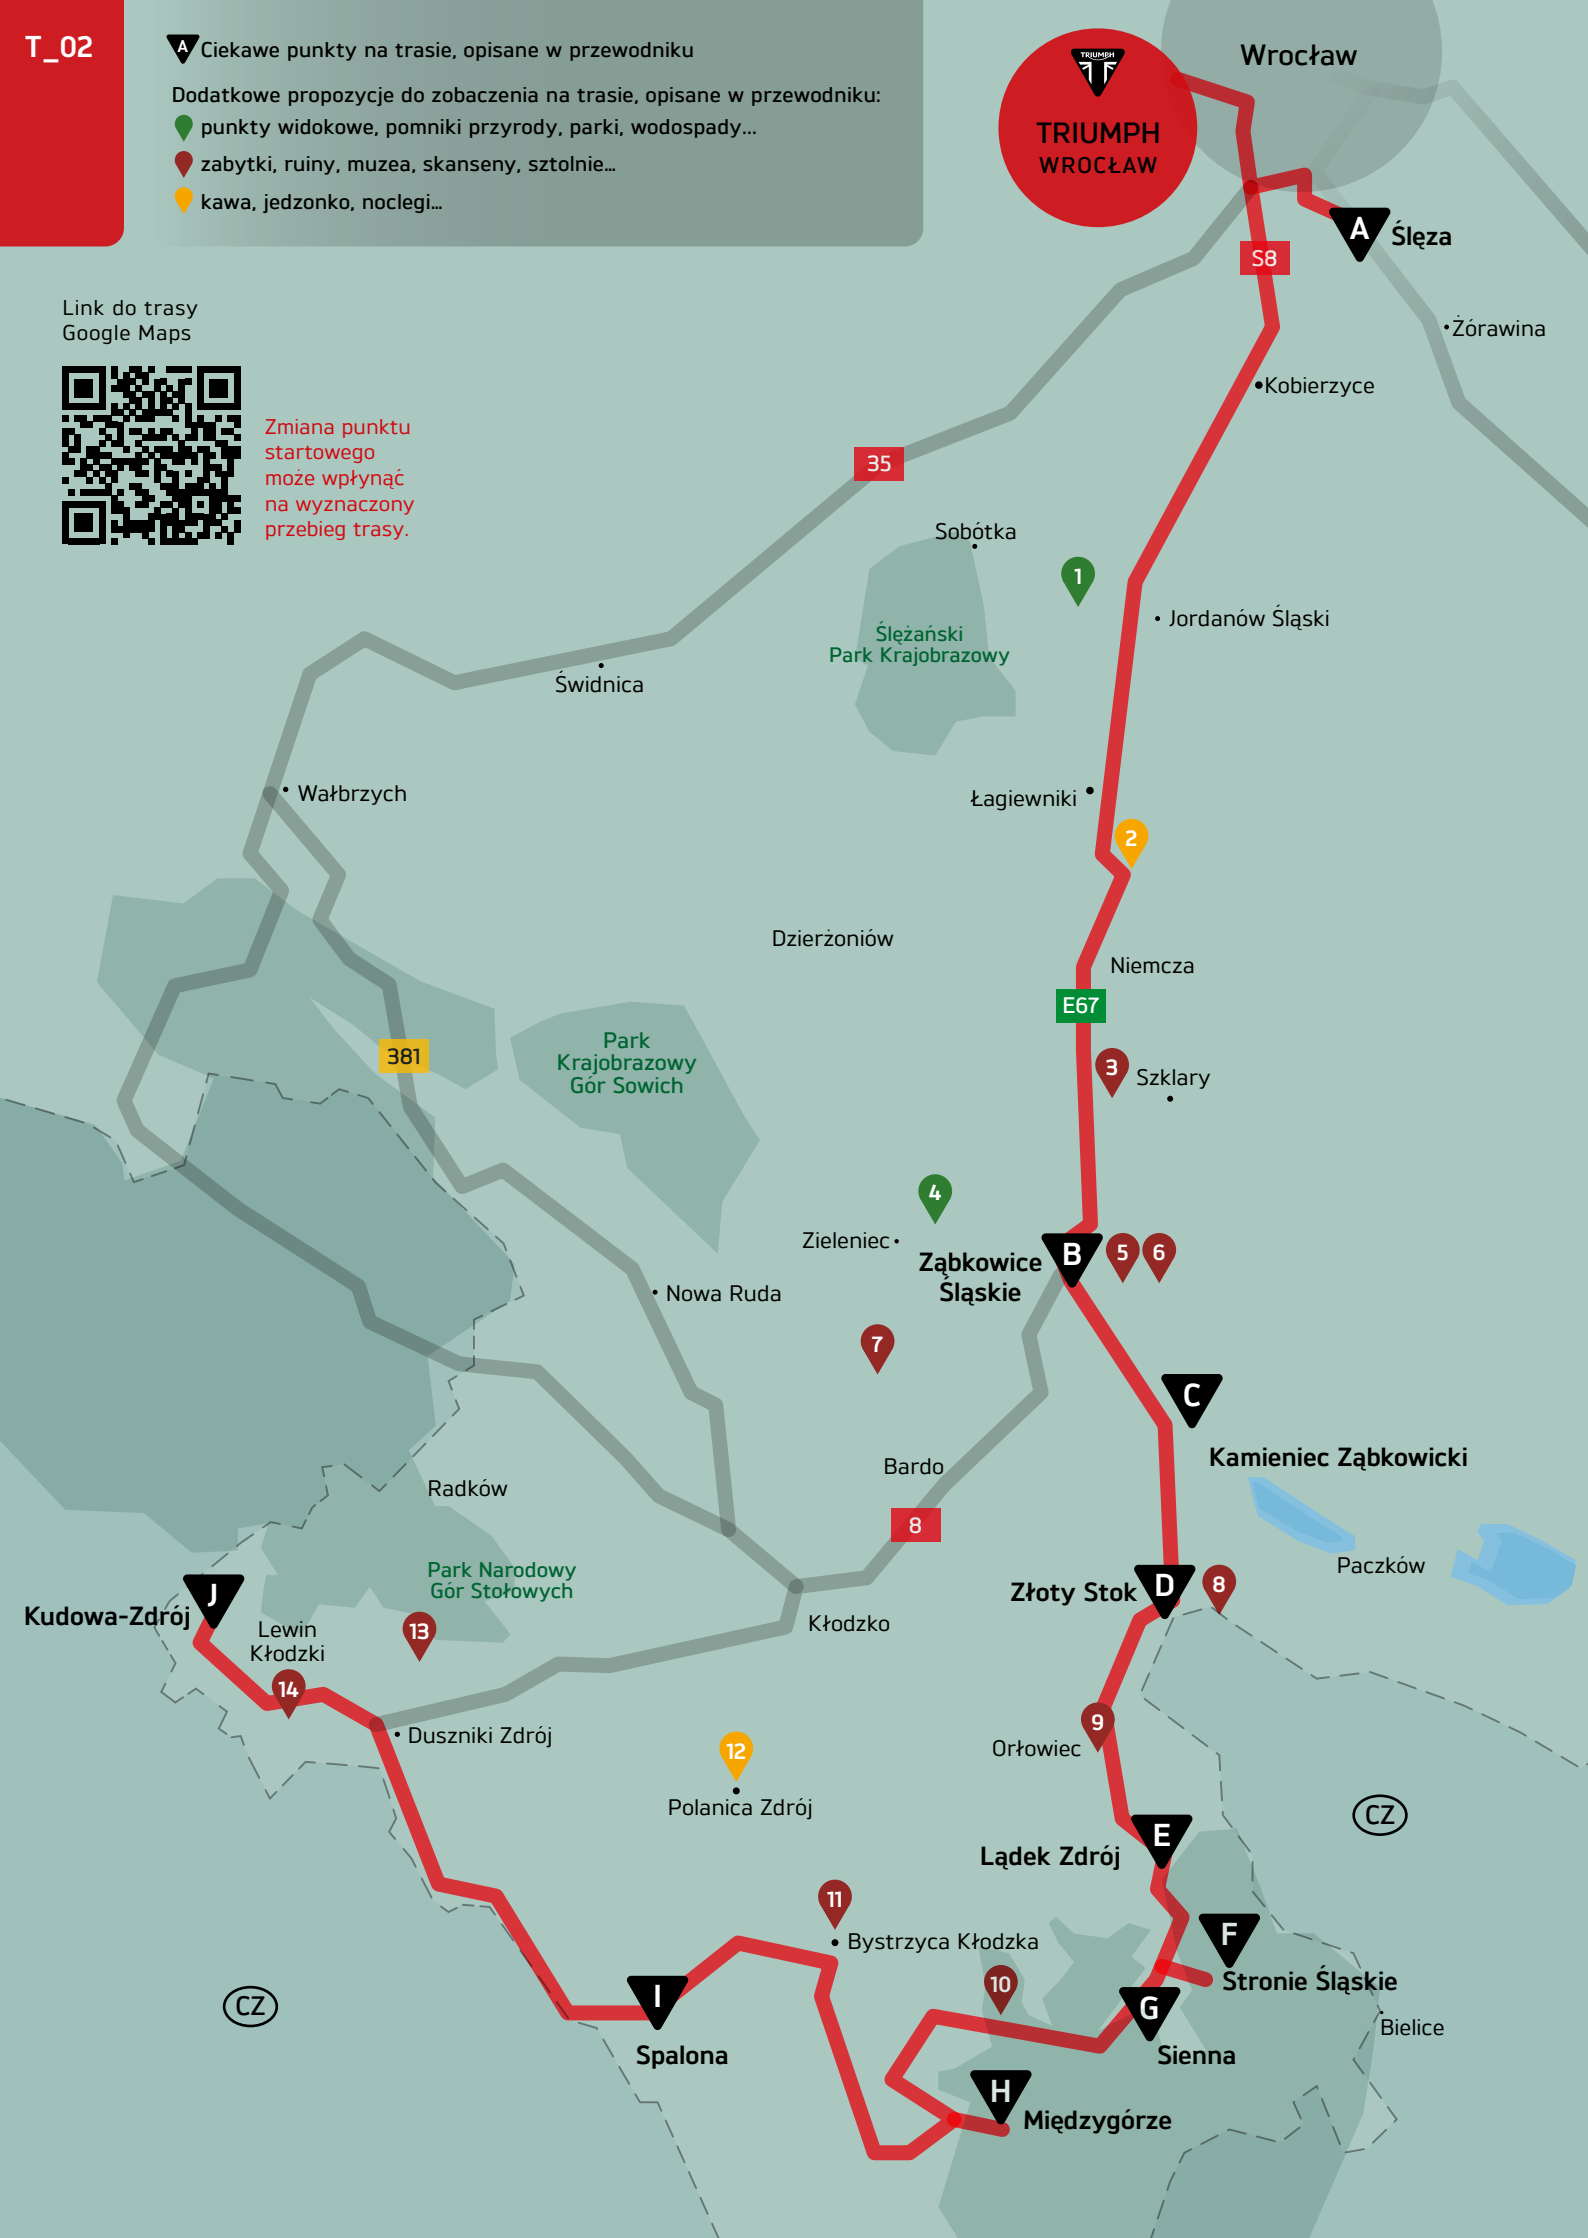 T_02
A Ciekawe punkty na trasie, opisane w przewodniku
Dodatkowe propozycje do zobaczenia na trasie, opisane w przewodniku:
punkty widokowe, pomniki przyrody, parki, wodospady...
zabytki, ruiny, muzea, skanseny, sztolnie...
kawa, jedzonko, noclegi...
TRIUMPH
TRIUMPH
WROCŁAW
Wrocław
A
Ślęza
S8
Link do trasy
Google Maps
Żórawina
Kobierzyce
Zmiana punktu
startowego
może wpłynąć
na wyznaczony
przebieg trasy.
35
Sobótka
1
Jordanów Śląski
Ślężański
Park Krajobrazowy
Świdnica
Wałbrzych
Łagiewniki
2
Dzierżoniów
Niemcza
E67
Park
Krajobrazowy
Gór Sowich
381
3
Szklary
4
Zieleniec
Ząbkowice
Śląskie
B
5
6
Nowa Ruda
7
C
Kamieniec Ząbkowicki
Bardo
Radków
8
Paczków
Park Narodowy
Gór Stołowych
Złoty Stok
D
8
J
Kudowa-Zdrój
Lewin
Kłodzki
13
Kłodzko
14
9
Duszniki Zdrój
Orłowiec
12
Polanica Zdrój
CZ
E
Lądek Zdrój
11
Bystrzyca Kłodzka
F
Stronie Śląskie
10
CZ
I
Spalona
G
Sienna
Bielice
H
Międzygórze